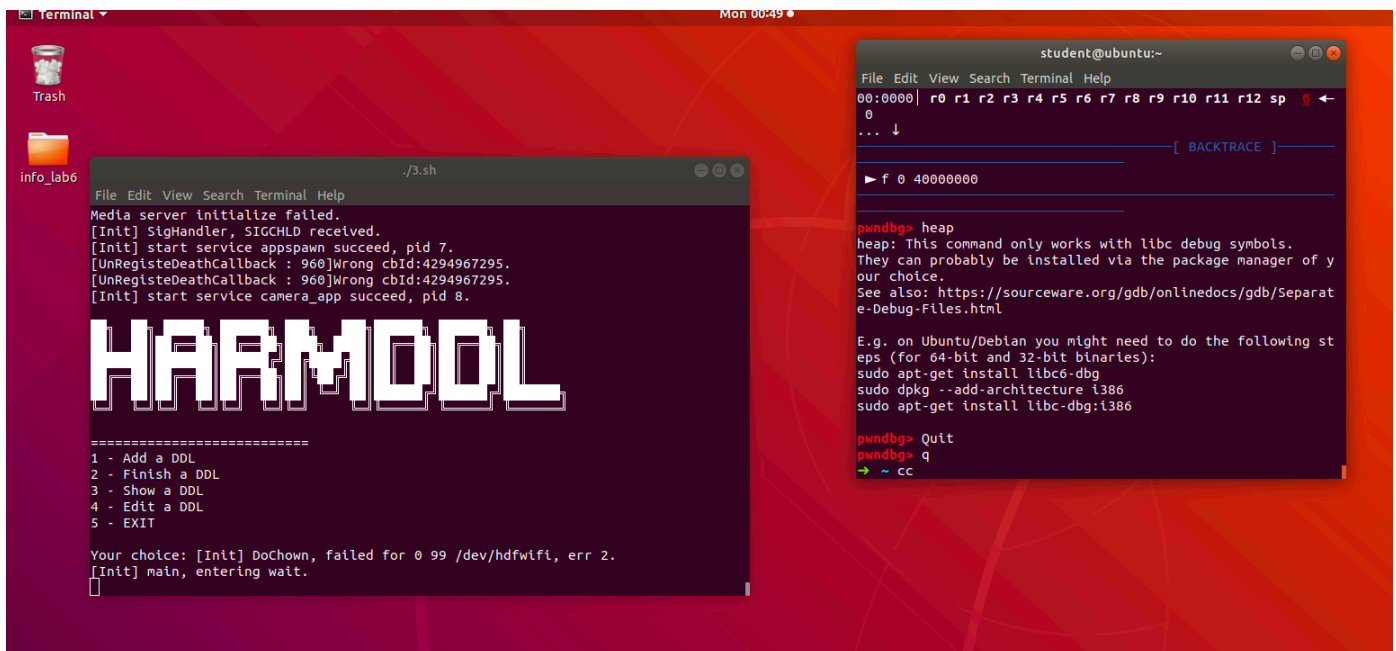 Terminal
Mon 00:49
Trash
info_lab6
./3.sh
File Edit View Search Terminal Help
Media server initialize failed.
[Init] SigHandler, SIGCHLD received.
[Init] start service appspawn succeed, pid 7.
[UnRegisteDeathCallback : 960]Wrong cbId:4294967295.
[UnRegisteDeathCallback : 960]Wrong cbId:4294967295.
[Init] start service camera_app succeed, pid 8.
HARMDDL
============================
1 - Add a DDL
2 - Finish a DDL
3 - Show a DDL
4 - Edit a DDL
5 - EXIT
Your choice: [Init] DoChown, failed for 0 99 /dev/hdfwifi, err 2.
[Init] main, entering wait.
student@ubuntu:~
File Edit View Search Terminal Help
00:0000│ r0 r1 r2 r3 r4 r5 r6 r7 r8 r9 r10 r11 r12 sp 0 ←
0
... ↓
[ BACKTRACE ]
► f 0 40000000
pwndbg> heap
heap: This command only works with libc debug symbols.
They can probably be installed via the package manager of y
our choice.
See also: https://sourceware.org/gdb/onlinedocs/gdb/Separat
e-Debug-Files.html
E.g. on Ubuntu/Debian you might need to do the following st
eps (for 64-bit and 32-bit binaries):
sudo apt-get install libc6-dbg
sudo dpkg --add-architecture i386
sudo apt-get install libc-dbg:i386
pwndbg> Quit
pwndbg> q
→ ~ cc